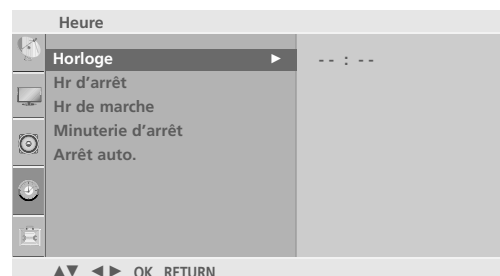 Heure
Horloge ► -- : --
Hr d'arrêt
Hr de marche
Minuterie d'arrêt
Arrêt auto.
▲▼ ◄► OK RETURN